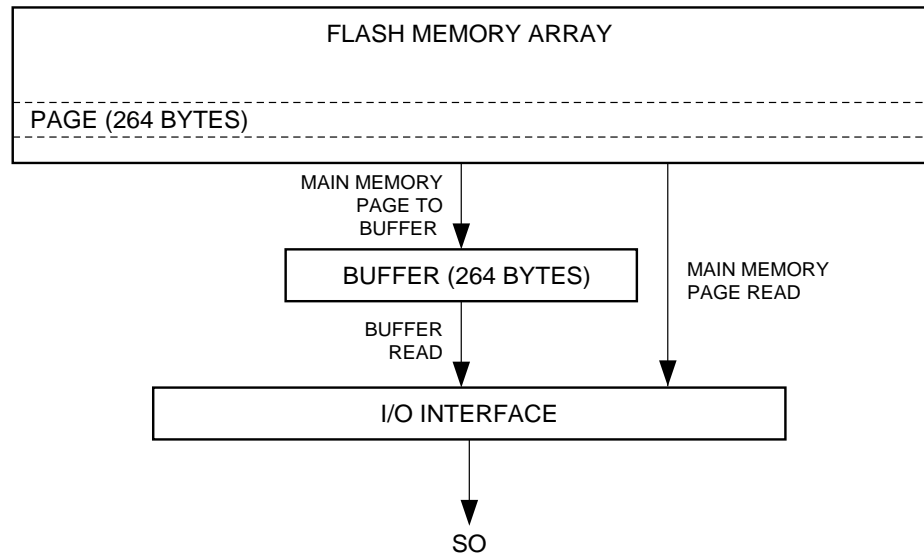 FLASH MEMORY ARRAY
PAGE (264 BYTES)
MAIN MEMORY
PAGE TO
BUFFER
BUFFER (264 BYTES)
MAIN MEMORY
PAGE READ
BUFFER
READ
I/O INTERFACE
SO